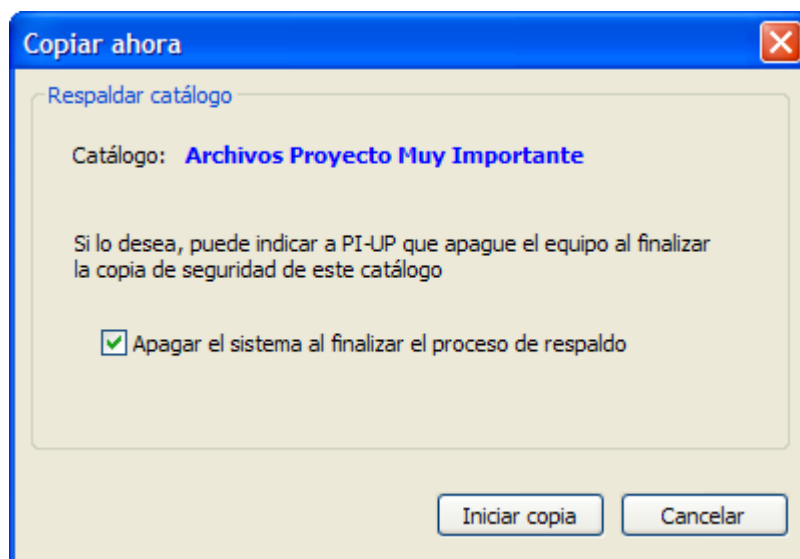 Copiar ahora
Respaldar catálogo
Catálogo: Archivos Proyecto Muy Importante
Si lo desea, puede indicar a PI-UP que apague el equipo al finalizar
la copia de seguridad de este catálogo
Apagar el sistema al finalizar el proceso de respaldo
Iniciar copia Cancelar